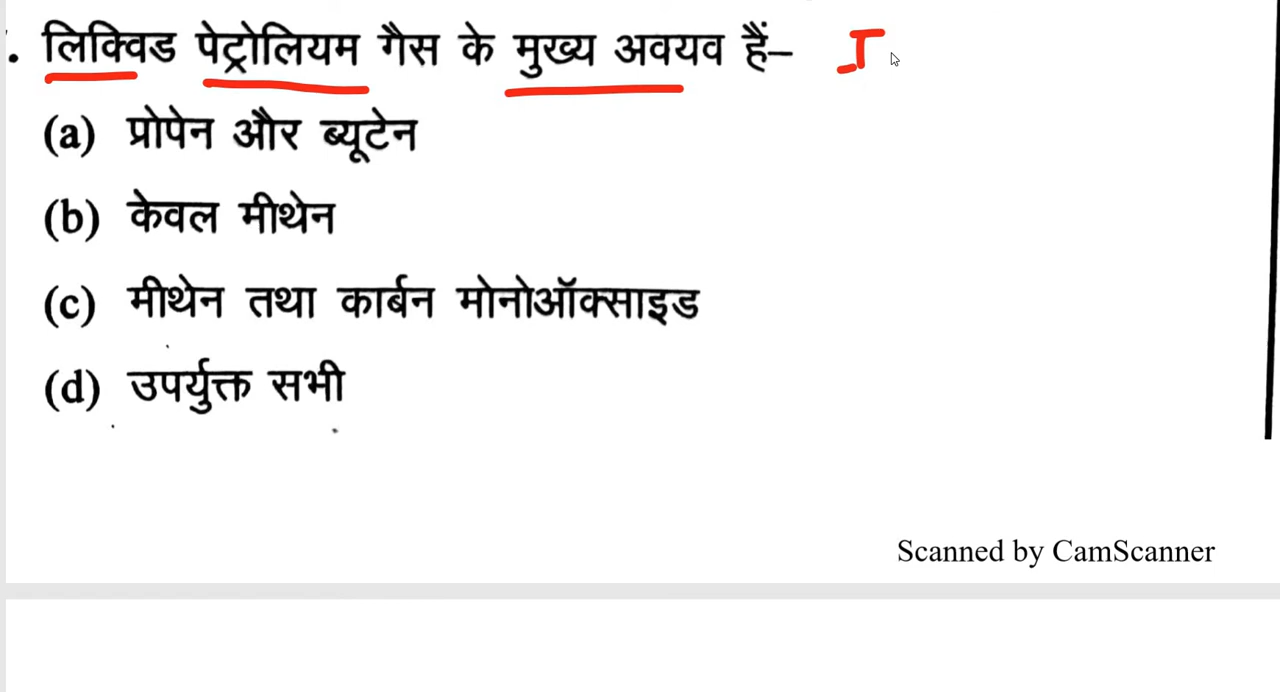 . लिक्विड पेट्रोलियम गैस के मुख्य अवयव हैं–
(a) प्रोपेन और ब्यूटेन
(b) केवल मीथेन
(c) मीथेन तथा कार्बन मोनोऑक्साइड
(d) उपर्युक्त सभी
Scanned by CamScanner